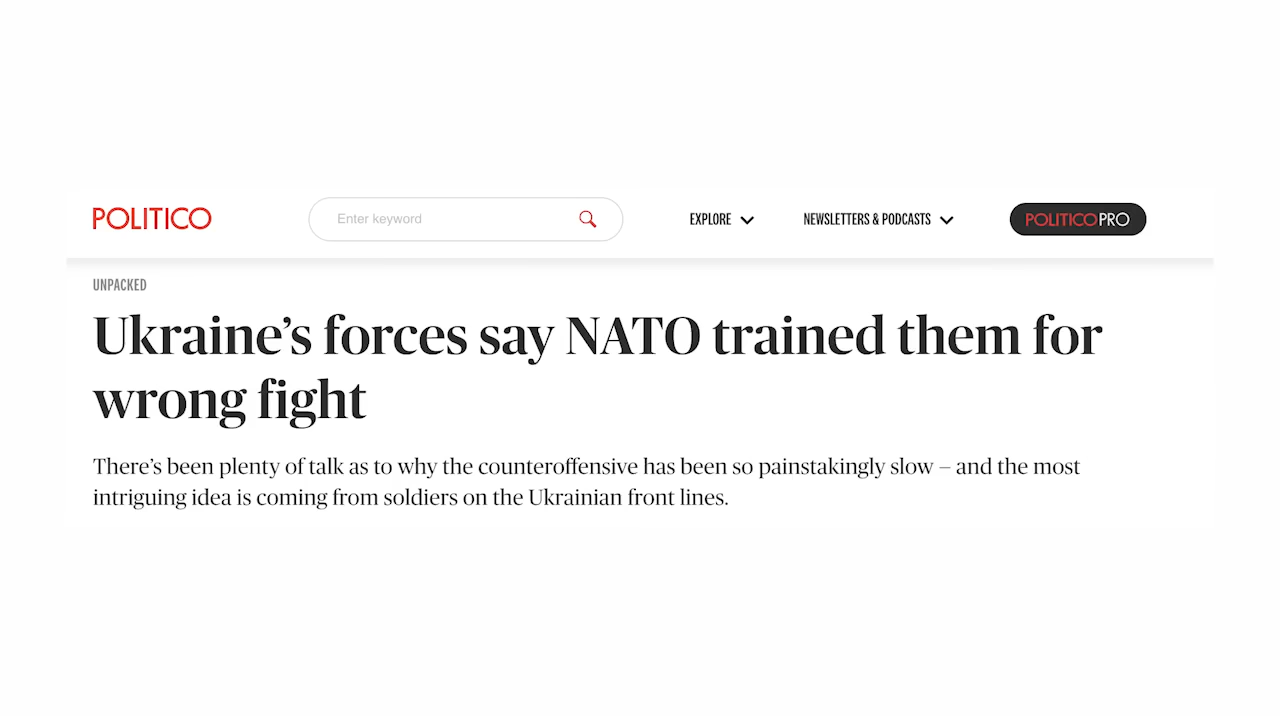 POLITICO
Enter keyword
EXPLORE
NEWSLETTERS & PODCASTS
POLITICOPRO
UNPACKED
Ukraine’s forces say NATO trained them for
wrong fight
There’s been plenty of talk as to why the counteroffensive has been so painstakingly slow – and the most
intriguing idea is coming from soldiers on the Ukrainian front lines.